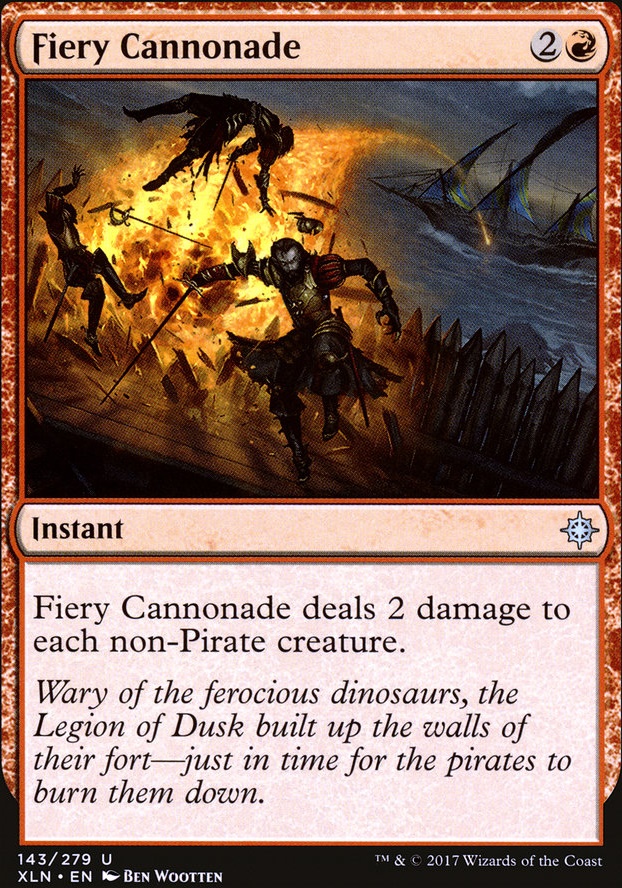 Fiery Cannonade 2
Instant
Fiery Cannonade deals 2 damage to
each non-Pirate creature.
Wary of the ferocious dinosaurs, the
Legion of Dusk built up the walls of
their fort—just in time for the pirates to
burn them down.
143/279 U
XLN • EN Ben Wootten
™ & © 2017 Wizards of the Coast